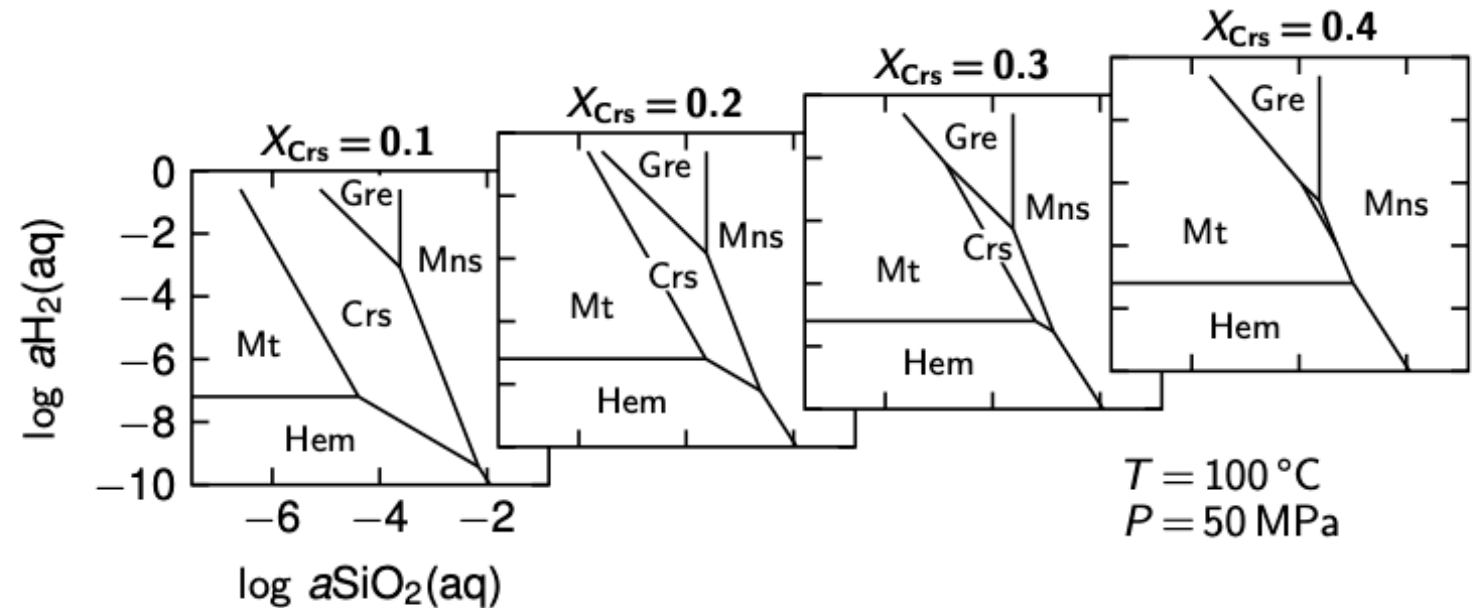 X_Crs = 0.4
X_Crs = 0.3
X_Crs = 0.2
X_Crs = 0.1
0
−2
−4
−6
−8
−10
−6 −4 −2
log aH₂(aq)
log aSiO₂(aq)
Gre
Mns
Crs
Mt
Hem
Gre
Mns
Crs
Mt
Hem
Gre
Mns
Crs
Mt
Hem
Gre
Mns
Mt
Hem
T = 100 °C
P = 50 MPa